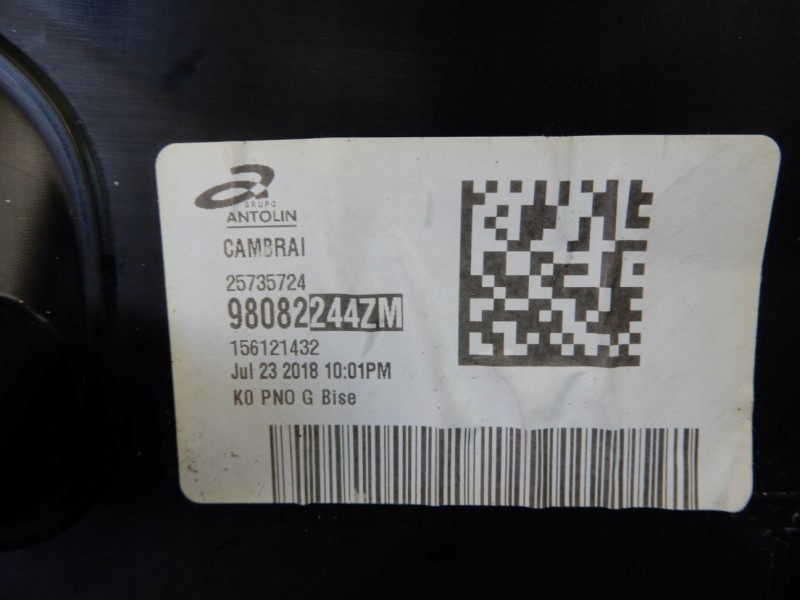 GRUPO
ANTOLIN
CAMBRAI
25735724
98082244ZM
156121432
Jul 23 2018 10:01PM
K0 PNO G Bise